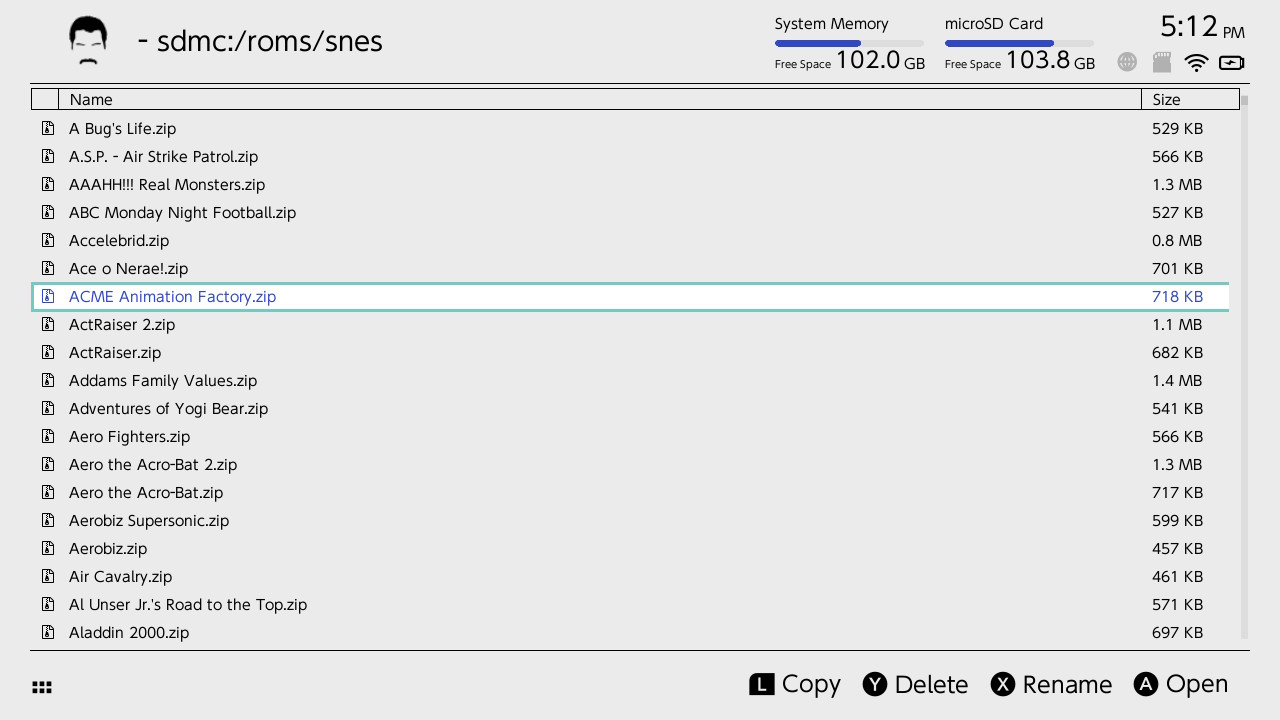 - sdmc:/roms/snes
System Memory
Free Space 102.0 GB
microSD Card
Free Space 103.8 GB
5:12 PM
Name Size
A Bug's Life.zip 529 KB
A.S.P. - Air Strike Patrol.zip 566 KB
AAAHH!!! Real Monsters.zip 1.3 MB
ABC Monday Night Football.zip 527 KB
Accelebrid.zip 0.8 MB
Ace o Nerae!.zip 701 KB
ACME Animation Factory.zip 718 KB
ActRaiser 2.zip 1.1 MB
ActRaiser.zip 682 KB
Addams Family Values.zip 1.4 MB
Adventures of Yogi Bear.zip 541 KB
Aero Fighters.zip 566 KB
Aero the Acro-Bat 2.zip 1.3 MB
Aero the Acro-Bat.zip 717 KB
Aerobiz Supersonic.zip 599 KB
Aerobiz.zip 457 KB
Air Cavalry.zip 461 KB
Al Unser Jr.'s Road to the Top.zip 571 KB
Aladdin 2000.zip 697 KB
L Copy Y Delete X Rename A Open